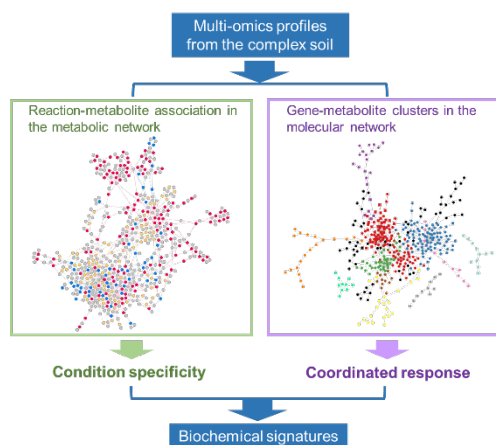 Multi-omics profiles
from the complex soil
Reaction-metabolite association in
the metabolic network
Gene-metabolite clusters in the
molecular network
Condition specificity
Coordinated response
Biochemical signatures